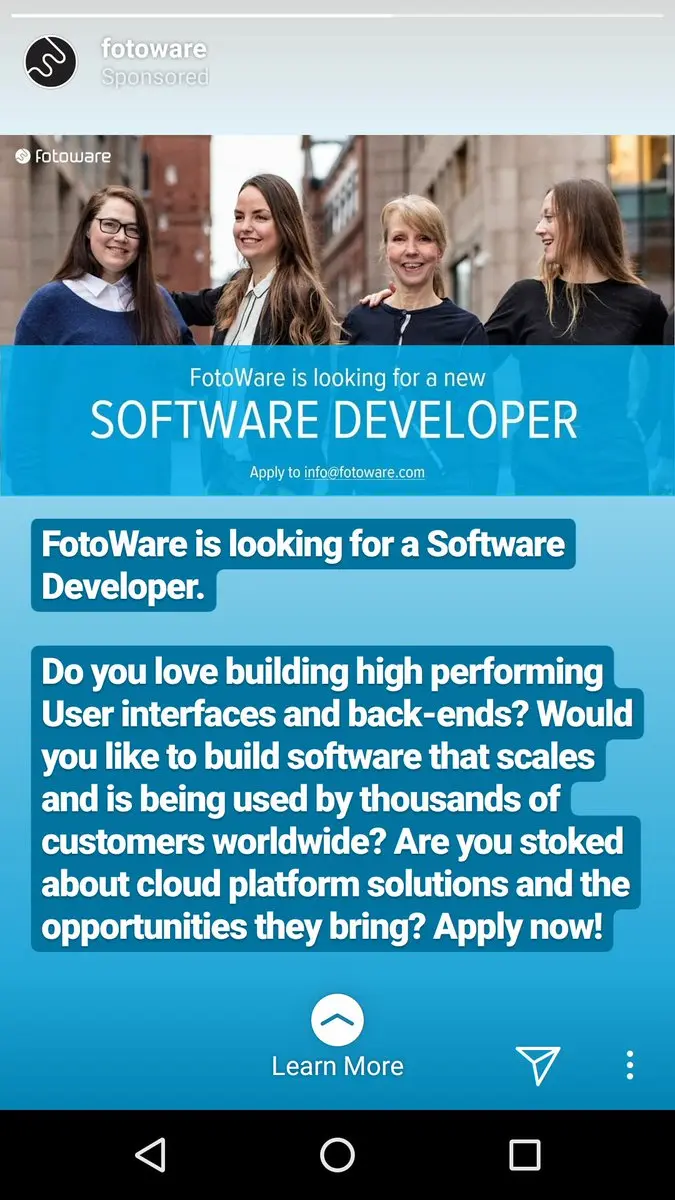 fotoware
Sponsored
fotoware
FotoWare is looking for a new
SOFTWARE DEVELOPER
Apply to info@fotoware.com
FotoWare is looking for a Software
Developer.
Do you love building high performing
User interfaces and back-ends? Would
you like to build software that scales
and is being used by thousands of
customers worldwide? Are you stoked
about cloud platform solutions and the
opportunities they bring? Apply now!
Learn More